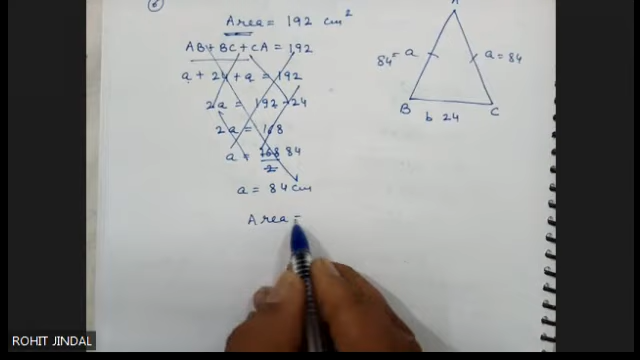 6
Area = 192 cm²
AB + BC + CA = 192
a + 24 + a = 192
2a = 192 - 24
2a = 168
a = 168 84
2
a = 84 cm
Area =
A
84 = a
a = 84
B
C
b 24
ROHIT JINDAL